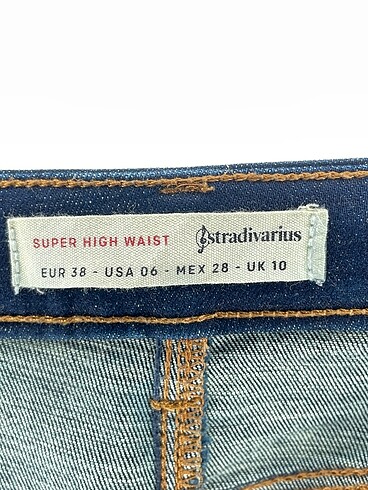 SUPER HIGH WAIST stradivarius
EUR 38 - USA 06 - MEX 28 - UK 10